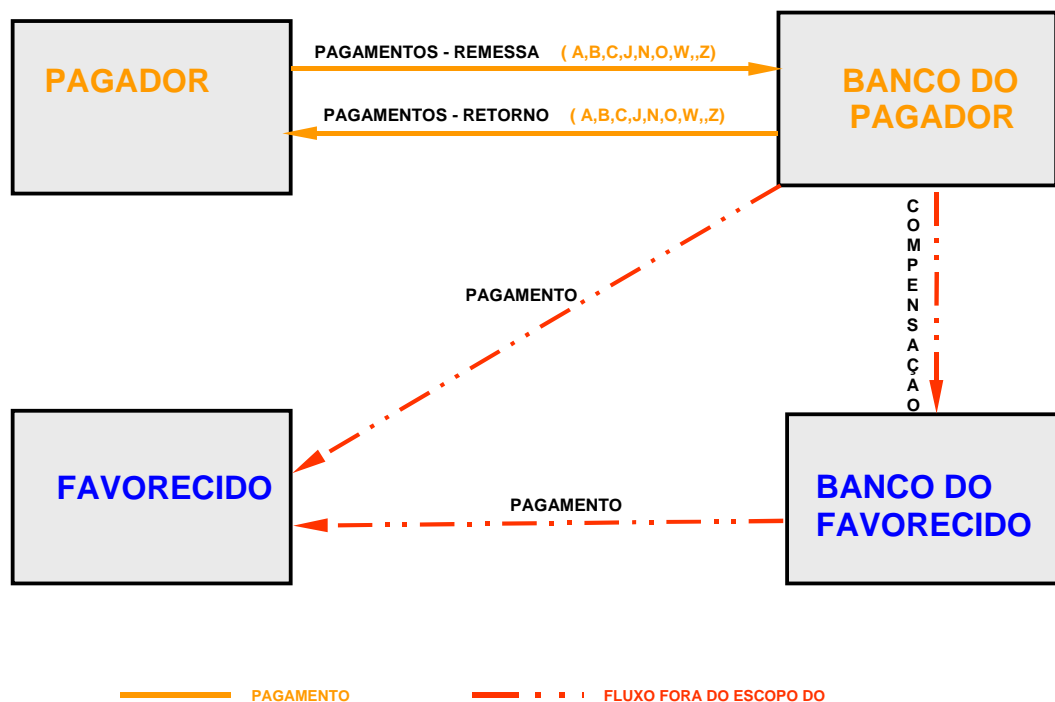 PAGAMENTOS - REMESSA ( A,B,C,J,N,O,W,,Z)
PAGADOR
BANCO DO
PAGADOR
PAGAMENTOS - RETORNO ( A,B,C,J,N,O,W,,Z)
COMPENSAÇAO
PAGAMENTO
FAVORECIDO
BANCO DO
FAVORECIDO
PAGAMENTO
PAGAMENTO
FLUXO FORA DO ESCOPO DO